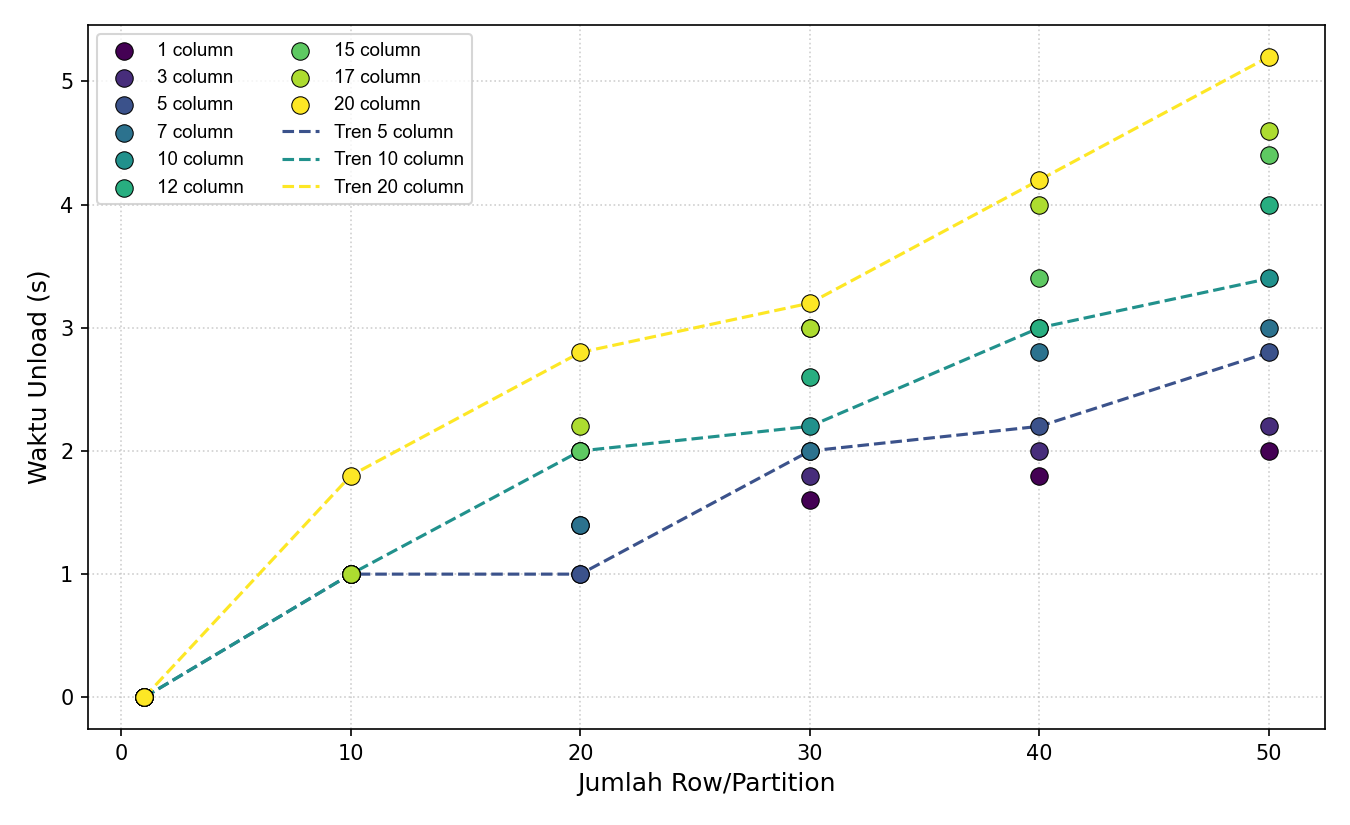 1 column
3 column
5 column
7 column
10 column
12 column
15 column
17 column
20 column
Tren 5 column
Tren 10 column
Tren 20 column
Waktu Unload (s)
5
4
3
2
1
0
0 10 20 30 40 50
Jumlah Row/Partition